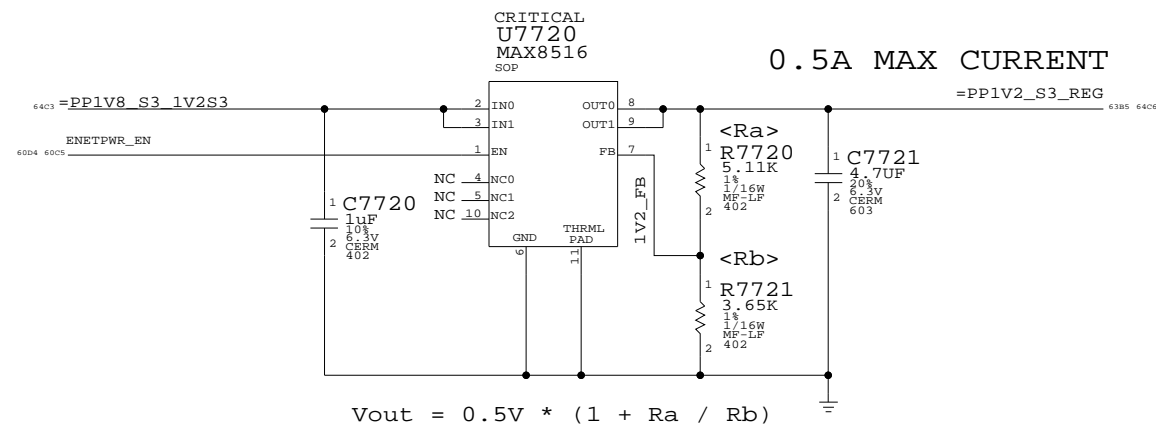 CRITICAL
U7720
MAX8516
SOP
0.5A MAX CURRENT
64C3 =PP1V8_S3_1V2S3
=PP1V2_S3_REG
63B5 64C6
2 IN0
OUT0 8
3 IN1
OUT1 9
ENETPWR_EN
60D4 60C5
1 EN
FB 7
NC 4 NC0
NC 5 NC1
NC 10 NC2
GND
6
THRML
PAD
11
1V2_FB
1 C7720
1uF
10%
6.3V
2 CERM
402
<Ra>
1 R7720
5.11K
1%
1/16W
MF-LF
2 402
<Rb>
1 R7721
3.65K
1%
1/16W
MF-LF
2 402
1 C7721
4.7UF
20%
6.3V
2 CERM
603
Vout = 0.5V * (1 + Ra / Rb)